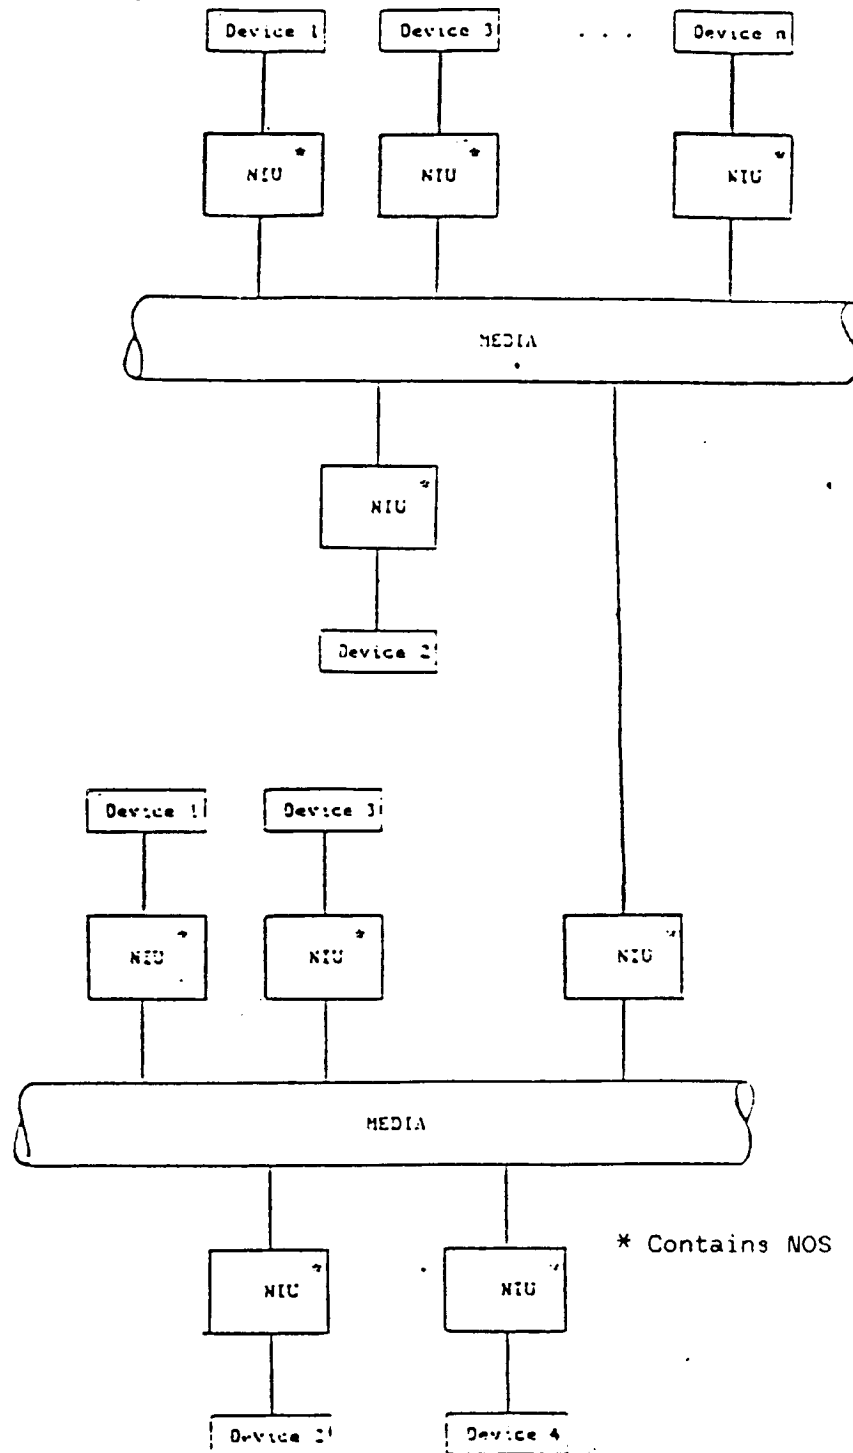 Device 1 Device 3 . . . Device n
NIU * NIU * NIU *
MEDIA
NIU *
Device 2
Device 1 Device 3
NIU * NIU * NIU *
MEDIA
* Contains NOS
NIU * NIU *
Device 2 Device 4